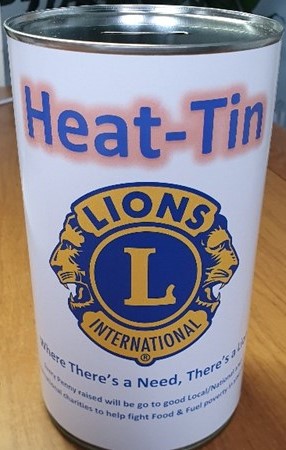 Heat-Tin
LIONS
L
INTERNATIONAL
®
Where There's a Need, There's a
Every Penny raised will be go to good Local/National
charities to help fight Food & Fuel poverty